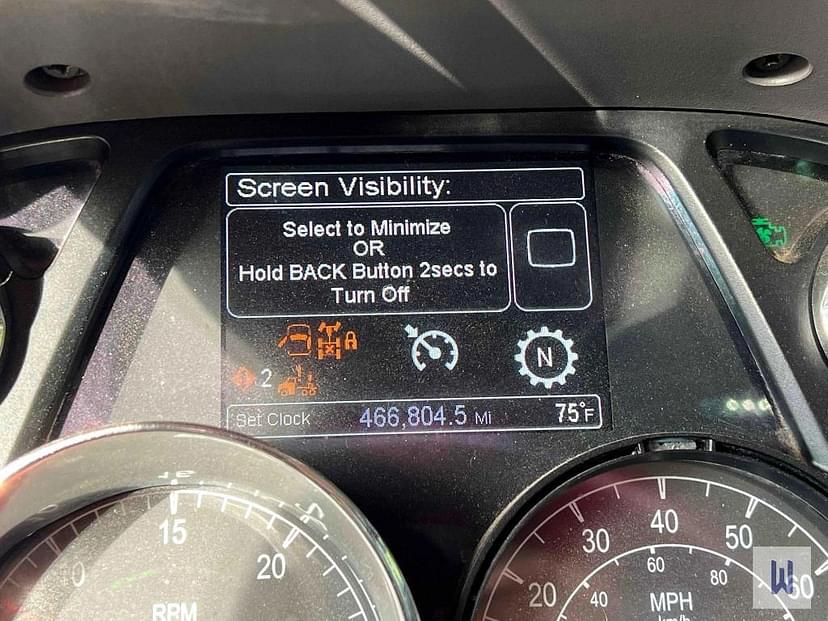 Screen Visibility:
Select to Minimize
OR
Hold BACK Button 2secs to
Turn Off
N
2
Set Clock 466,804.5 Mi 75°F
15
20
RPM
20 30 40 50 60
40 60 80
MPH
km/h
W